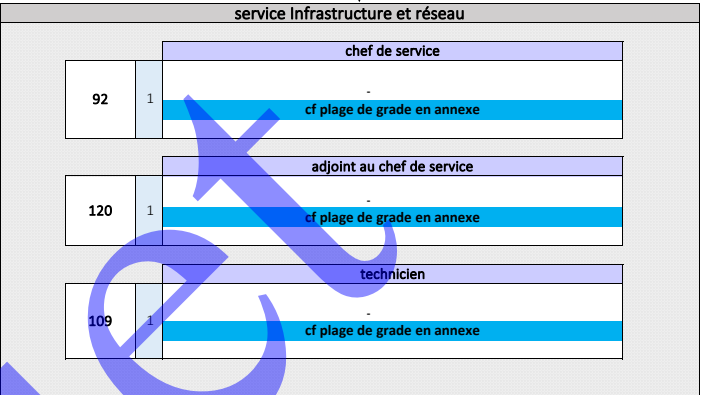 service Infrastructure et réseau
chef de service
92 1 -
cf plage de grade en annexe
adjoint au chef de service
120 1 -
cf plage de grade en annexe
technicien
109 1 -
cf plage de grade en annexe
et